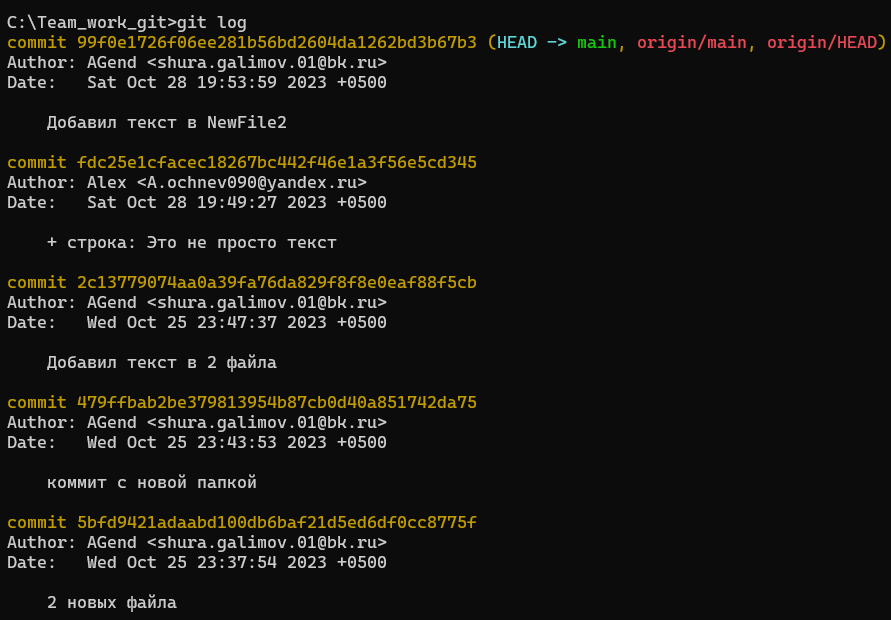 C:\Team_work_git>git log
commit 99f0e1726f06ee281b56bd2604da1262bd3b67b3 (HEAD -> main, origin/main, origin/HEAD)
Author: AGend <shura.galimov.01@bk.ru>
Date:   Sat Oct 28 19:53:59 2023 +0500
Добавил текст в NewFile2
commit fdc25e1cfacec18267bc442f46e1a3f56e5cd345
Author: Alex <A.ochnev090@yandex.ru>
Date:   Sat Oct 28 19:49:27 2023 +0500
+ строка: Это не просто текст
commit 2c13779074aa0a39fa76da829f8f8e0eaf88f5cb
Author: AGend <shura.galimov.01@bk.ru>
Date:   Wed Oct 25 23:47:37 2023 +0500
Добавил текст в 2 файла
commit 479ffbab2be379813954b87cb0d40a851742da75
Author: AGend <shura.galimov.01@bk.ru>
Date:   Wed Oct 25 23:43:53 2023 +0500
коммит с новой папкой
commit 5bfd9421adaabd100db6baf21d5ed6df0cc8775f
Author: AGend <shura.galimov.01@bk.ru>
Date:   Wed Oct 25 23:37:54 2023 +0500
2 новых файла